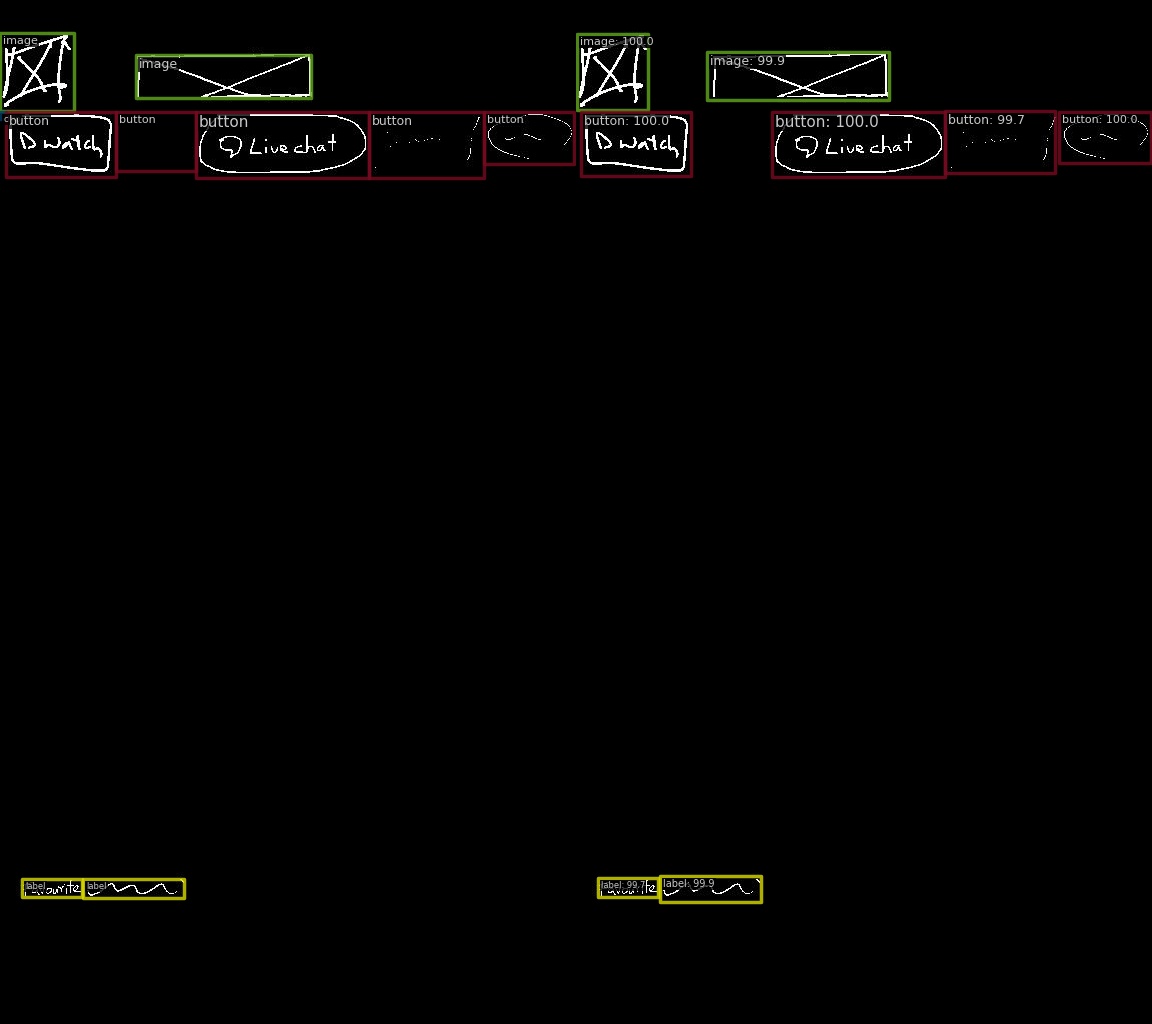 image image: 100.0
image image: 99.9
button button button button button button: 100.0 button: 100.0 button: 99.7 button: 100.0
D watch Live chat D watch Live chat
label label label: 99.7 label: 99.9
Favourite Favourite